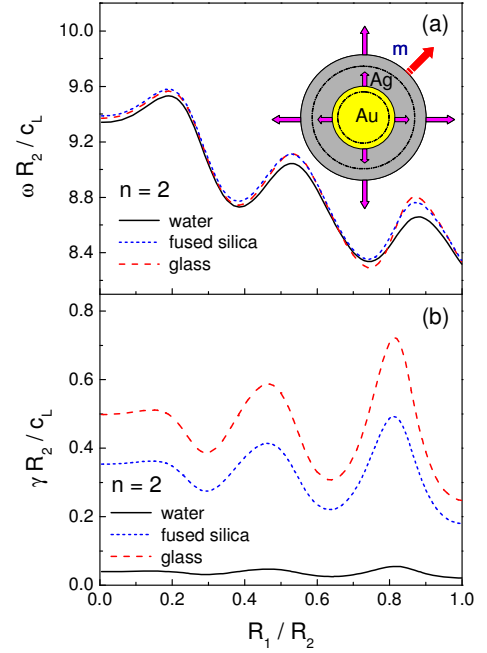 (a)
m
Ag
Au
10.0
9.6
9.2
8.8
8.4
ω R₂ / c_L
n = 2
water
fused silica
glass
(b)
0.8
0.6
0.4
0.2
0.0
γ R₂ / c_L
n = 2
water
fused silica
glass
0.0 0.2 0.4 0.6 0.8 1.0
R₁ / R₂